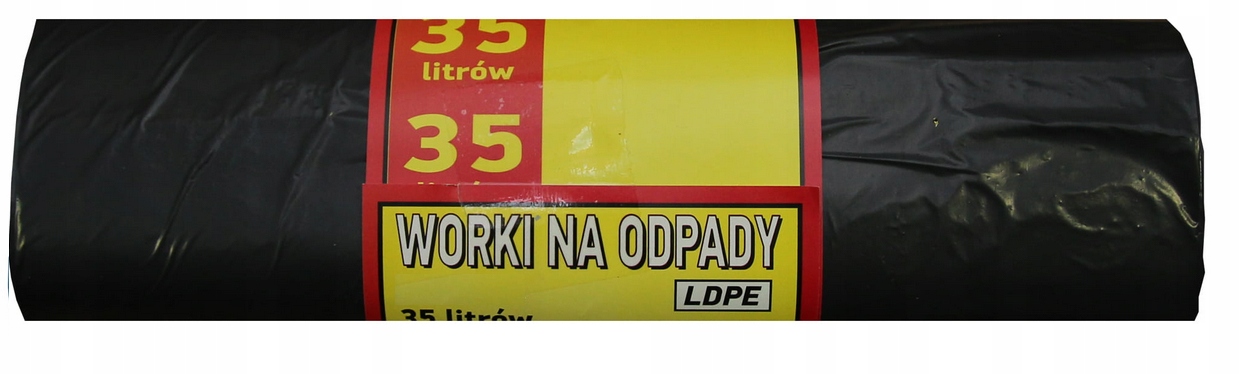 35
litrów
35
WORKI NA ODPADY
LDPE
35 litrów